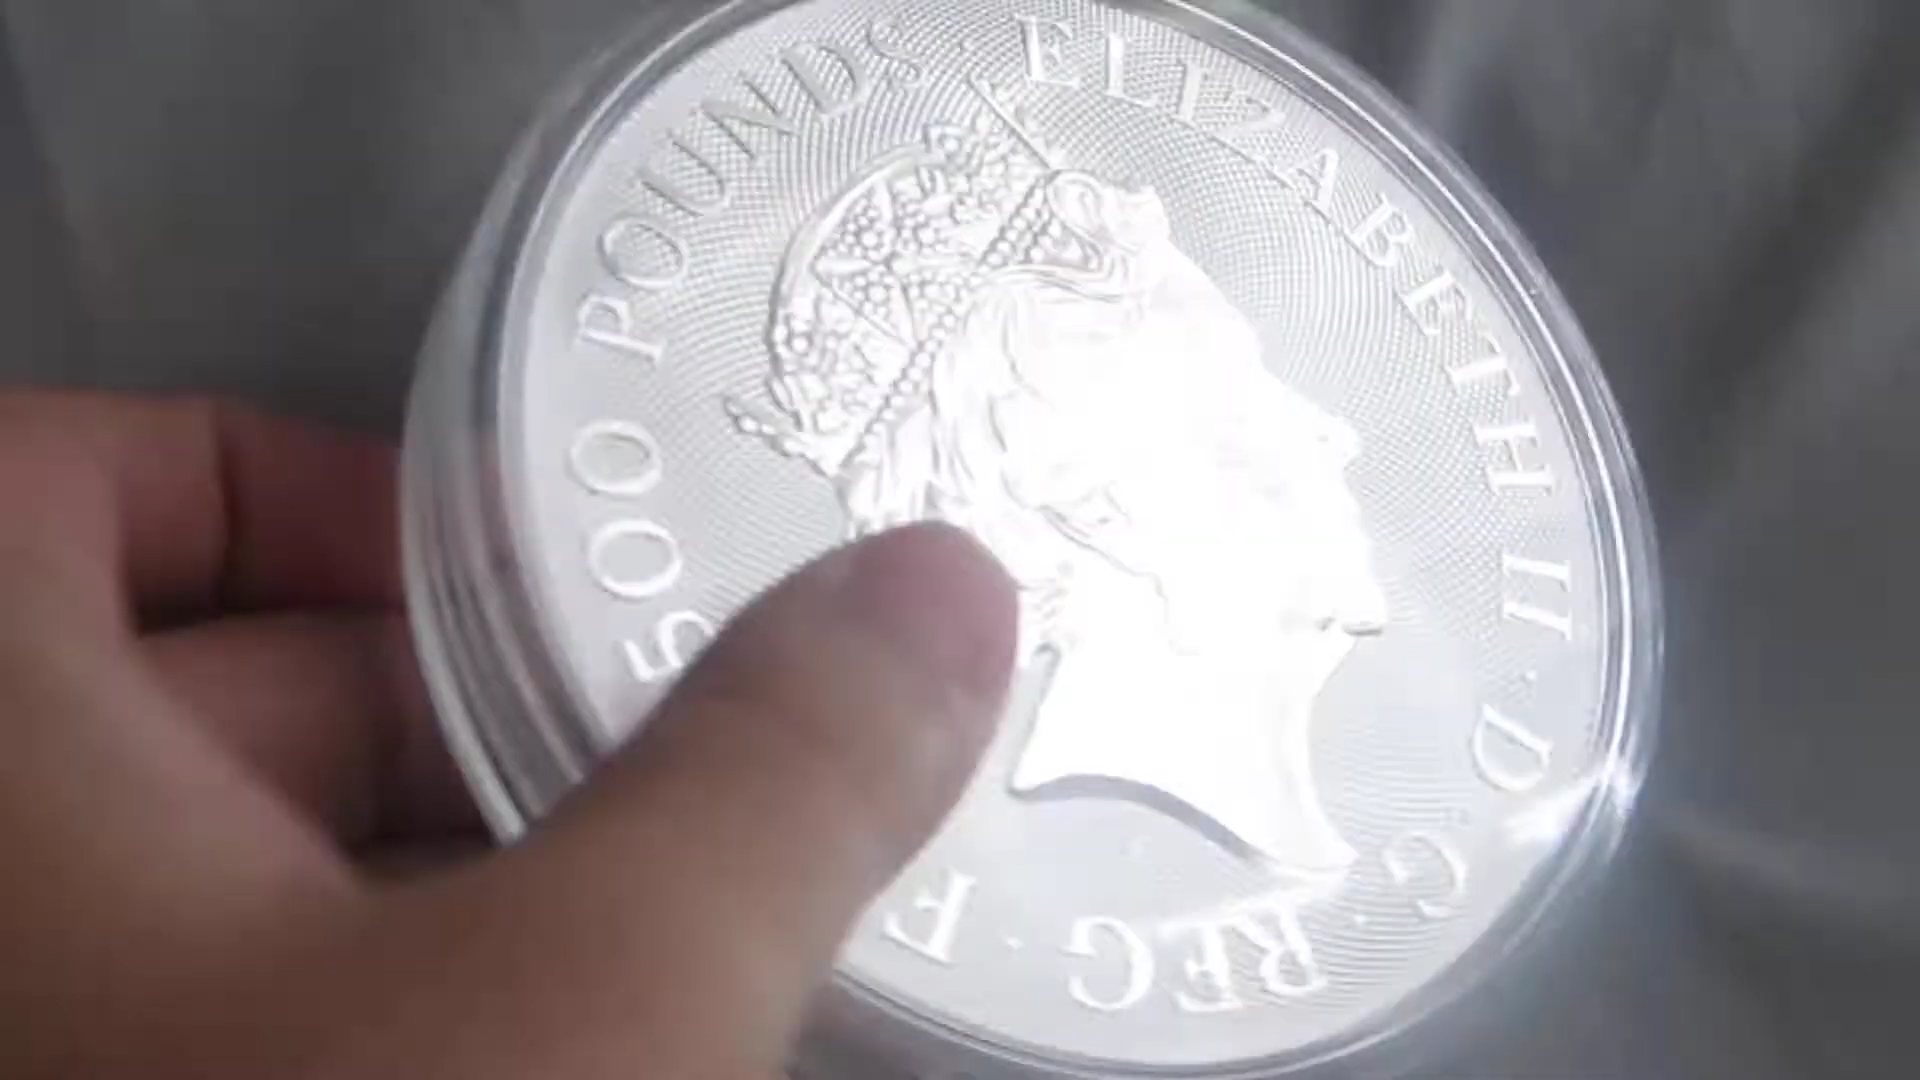 500 POUNDS · ELIZABETH II · D · G · REG · F